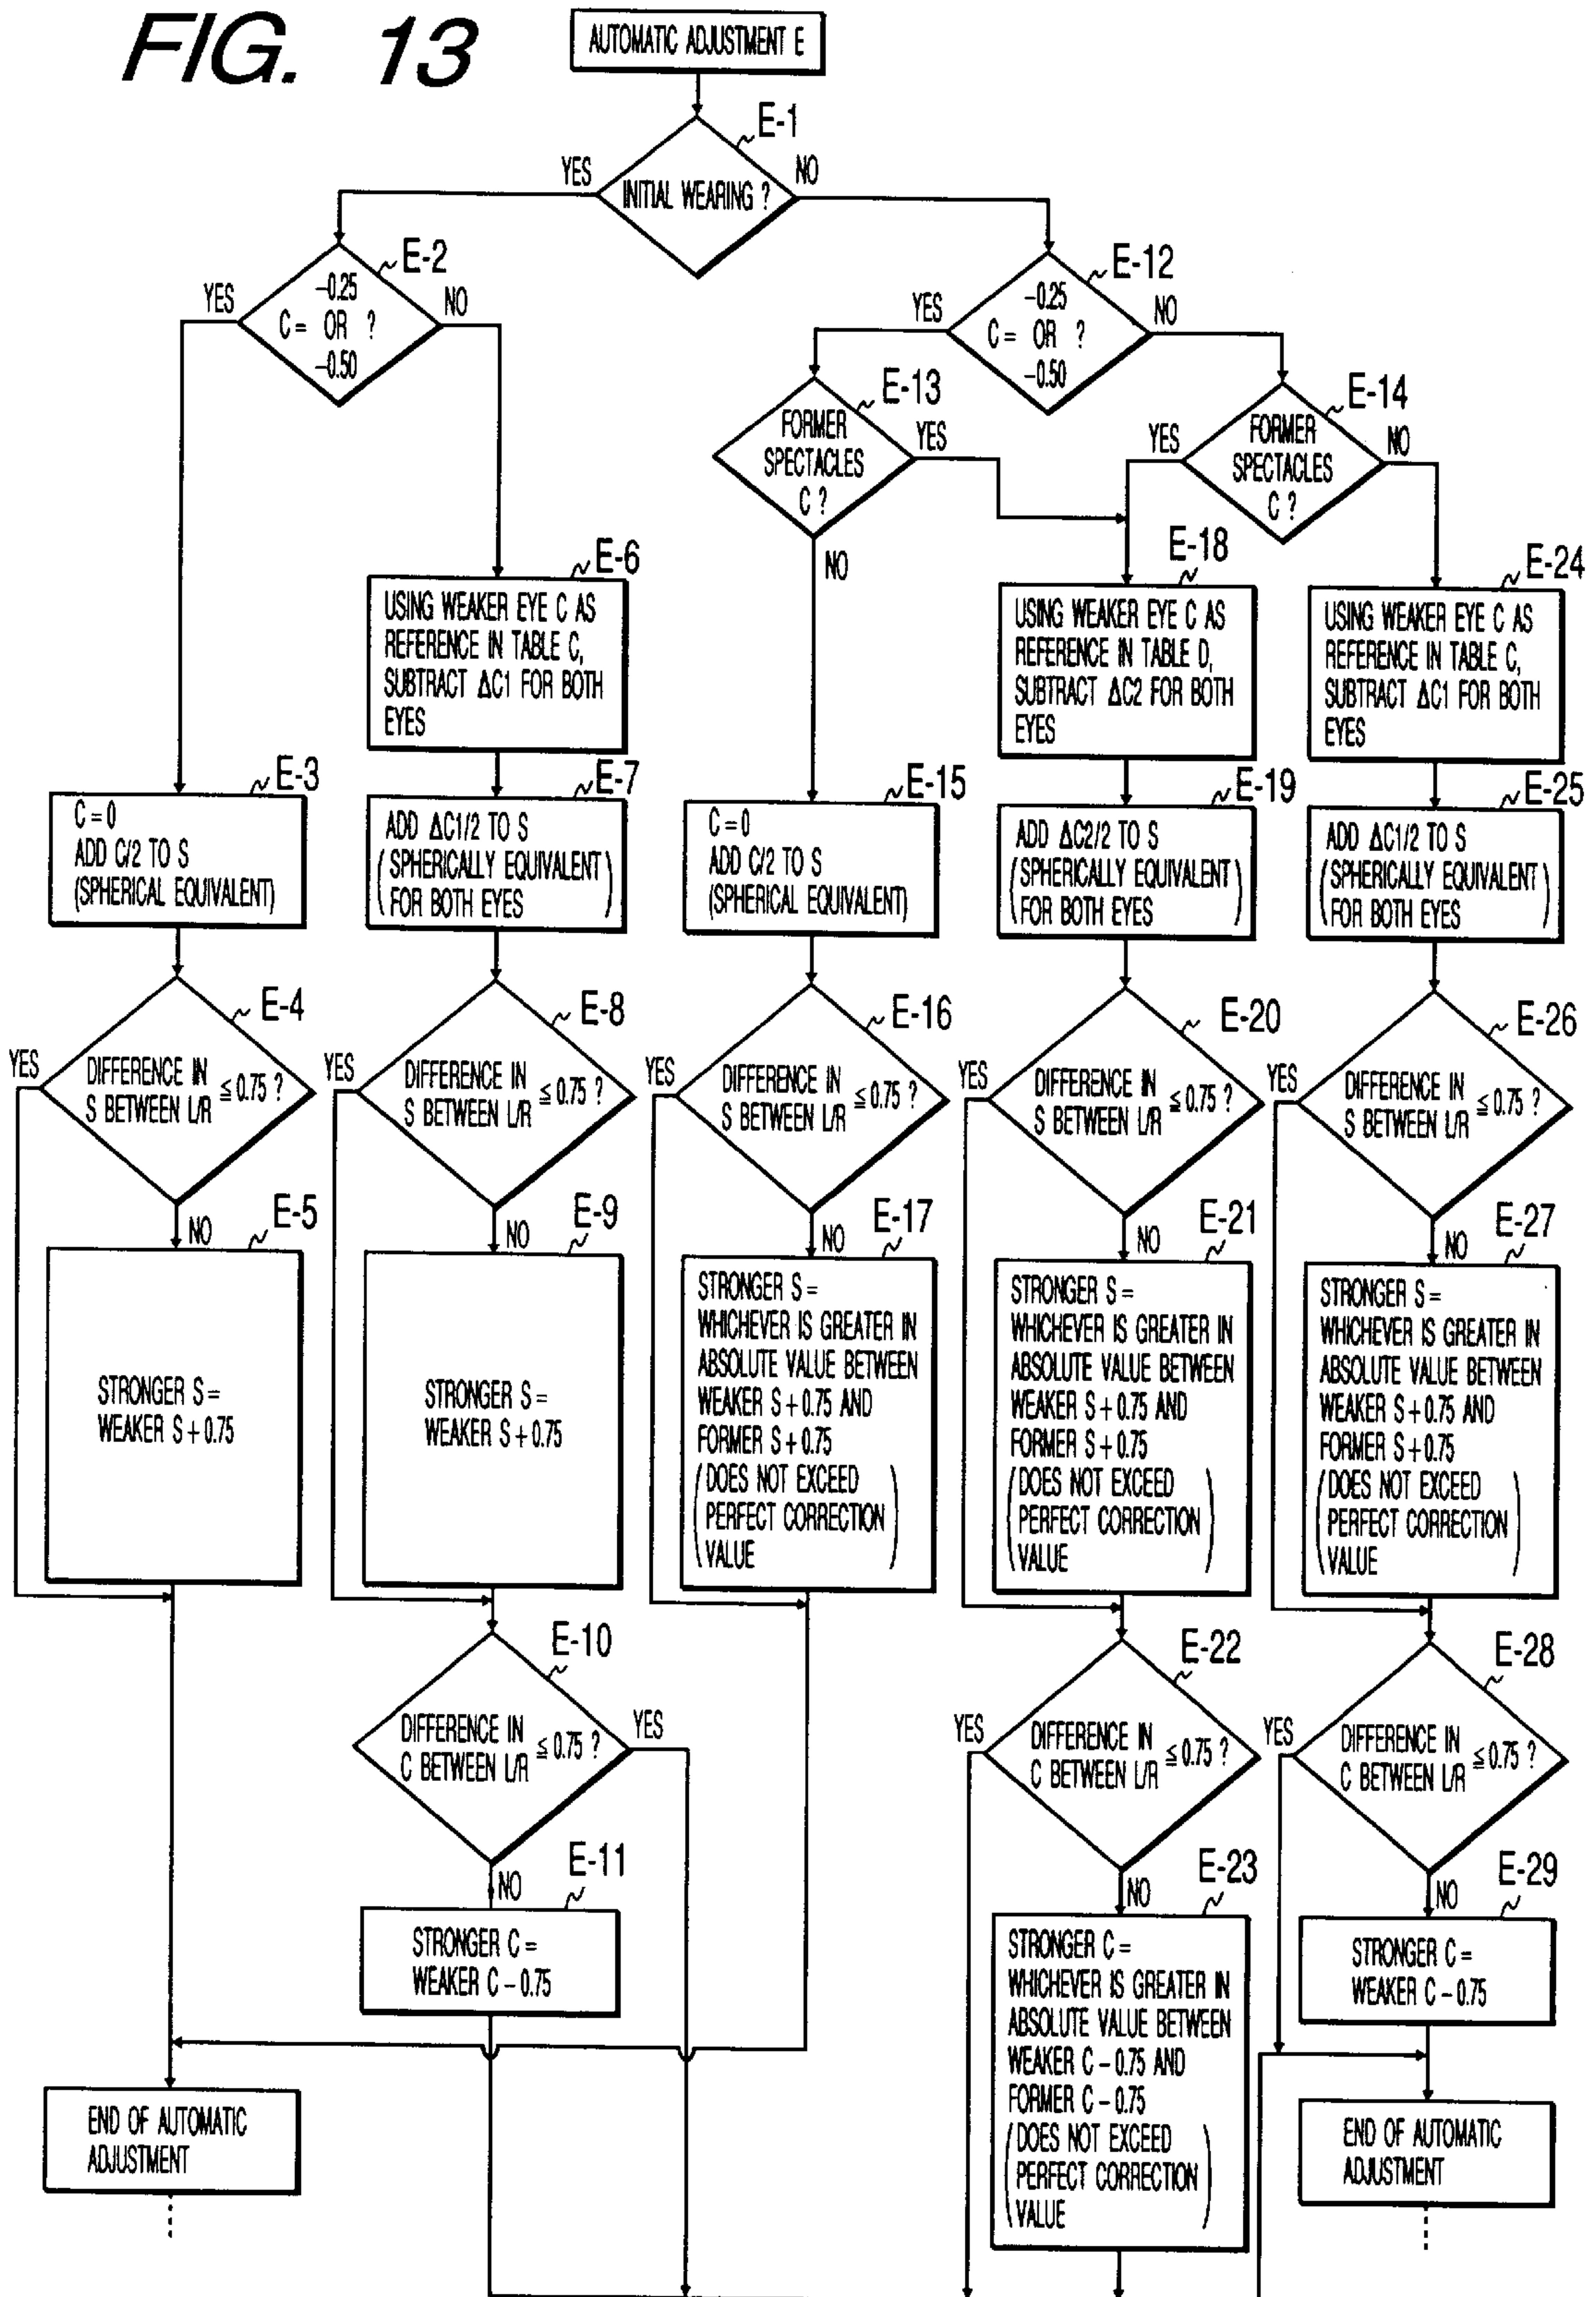 FIG. 13
AUTOMATIC ADJUSTMENT E
E-1
YES
INITIAL WEARING ?
NO
E-2
YES
-0.25
C = OR ?
-0.50
NO
E-12
YES
-0.25
C = OR ?
-0.50
NO
E-13
FORMER
SPECTACLES
C ?
YES
NO
E-14
YES
FORMER
SPECTACLES
C ?
NO
E-6
USING WEAKER EYE C AS
REFERENCE IN TABLE C,
SUBTRACT ΔC1 FOR BOTH
EYES
E-18
USING WEAKER EYE C AS
REFERENCE IN TABLE D,
SUBTRACT ΔC2 FOR BOTH
EYES
E-24
USING WEAKER EYE C AS
REFERENCE IN TABLE C,
SUBTRACT ΔC1 FOR BOTH
EYES
E-3
C = 0
ADD C/2 TO S
(SPHERICAL EQUIVALENT)
E-7
ADD ΔC1/2 TO S
(SPHERICALLY EQUIVALENT
FOR BOTH EYES)
E-15
C = 0
ADD C/2 TO S
(SPHERICAL EQUIVALENT)
E-19
ADD ΔC2/2 TO S
(SPHERICALLY EQUIVALENT
FOR BOTH EYES)
E-25
ADD ΔC1/2 TO S
(SPHERICALLY EQUIVALENT
FOR BOTH EYES)
E-4
YES
DIFFERENCE IN
S BETWEEN L/R ≦ 0.75 ?
NO
E-8
YES
DIFFERENCE IN
S BETWEEN L/R ≦ 0.75 ?
NO
E-16
YES
DIFFERENCE IN
S BETWEEN L/R ≦ 0.75 ?
NO
E-20
YES
DIFFERENCE IN
S BETWEEN L/R ≦ 0.75 ?
NO
E-26
YES
DIFFERENCE IN
S BETWEEN L/R ≦ 0.75 ?
NO
E-5
STRONGER S =
WEAKER S + 0.75
E-9
STRONGER S =
WEAKER S + 0.75
E-17
STRONGER S =
WHICHEVER IS GREATER IN
ABSOLUTE VALUE BETWEEN
WEAKER S + 0.75 AND
FORMER S + 0.75
(DOES NOT EXCEED
PERFECT CORRECTION
VALUE)
E-21
STRONGER S =
WHICHEVER IS GREATER IN
ABSOLUTE VALUE BETWEEN
WEAKER S + 0.75 AND
FORMER S + 0.75
(DOES NOT EXCEED
PERFECT CORRECTION
VALUE)
E-27
STRONGER S =
WHICHEVER IS GREATER IN
ABSOLUTE VALUE BETWEEN
WEAKER S + 0.75 AND
FORMER S + 0.75
(DOES NOT EXCEED
PERFECT CORRECTION
VALUE)
E-10
DIFFERENCE IN
C BETWEEN L/R ≦ 0.75 ?
YES
NO
E-22
YES
DIFFERENCE IN
C BETWEEN L/R ≦ 0.75 ?
NO
E-28
YES
DIFFERENCE IN
C BETWEEN L/R ≦ 0.75 ?
NO
E-11
STRONGER C =
WEAKER C - 0.75
E-23
STRONGER C =
WHICHEVER IS GREATER IN
ABSOLUTE VALUE BETWEEN
WEAKER C - 0.75 AND
FORMER C - 0.75
(DOES NOT EXCEED
PERFECT CORRECTION
VALUE)
E-29
STRONGER C =
WEAKER C - 0.75
END OF AUTOMATIC
ADJUSTMENT
END OF AUTOMATIC
ADJUSTMENT